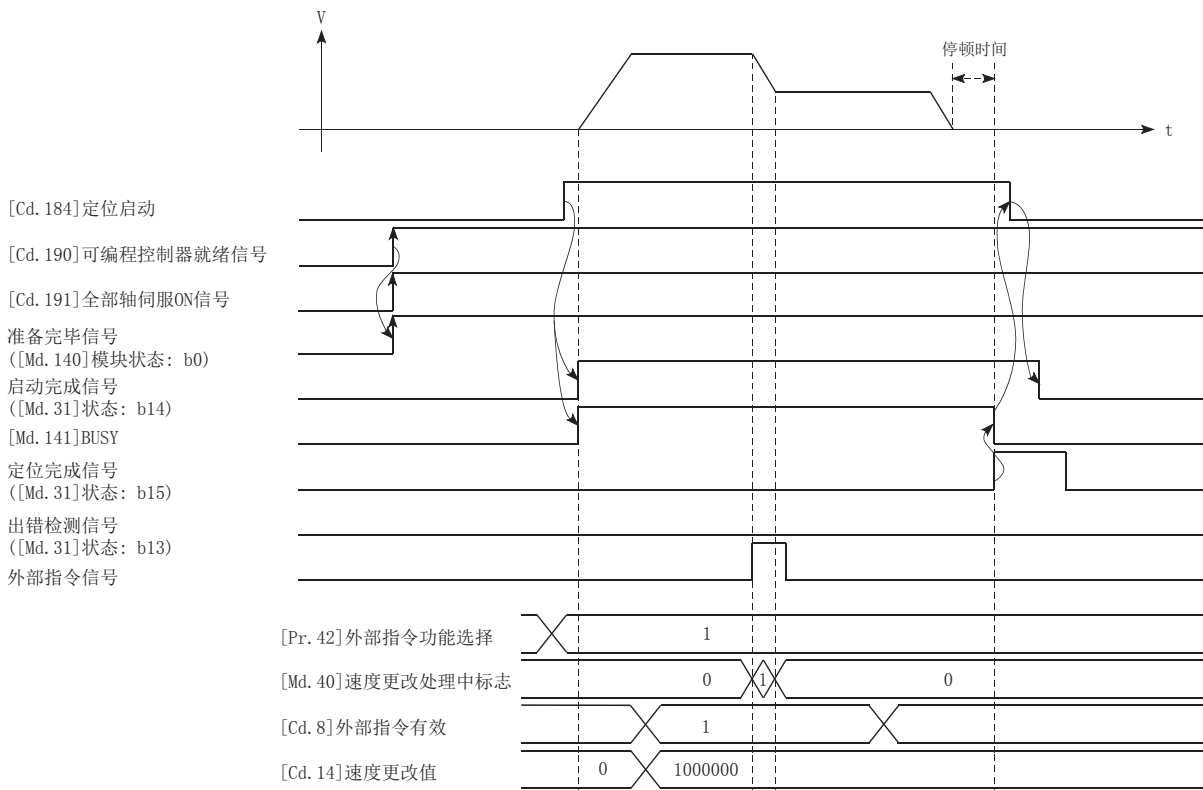 V
停顿时间
t
[Cd.184]定位启动
[Cd.190]可编程控制器就绪信号
[Cd.191]全部轴伺服ON信号
准备完毕信号
([Md.140]模块状态: b0)
启动完成信号
([Md.31]状态: b14)
[Md.141]BUSY
定位完成信号
([Md.31]状态: b15)
出错检测信号
([Md.31]状态: b13)
外部指令信号
[Pr.42]外部指令功能选择 1
[Md.40]速度更改处理中标志 0 1 0
[Cd.8]外部指令有效 1
[Cd.14]速度更改值 0 1000000